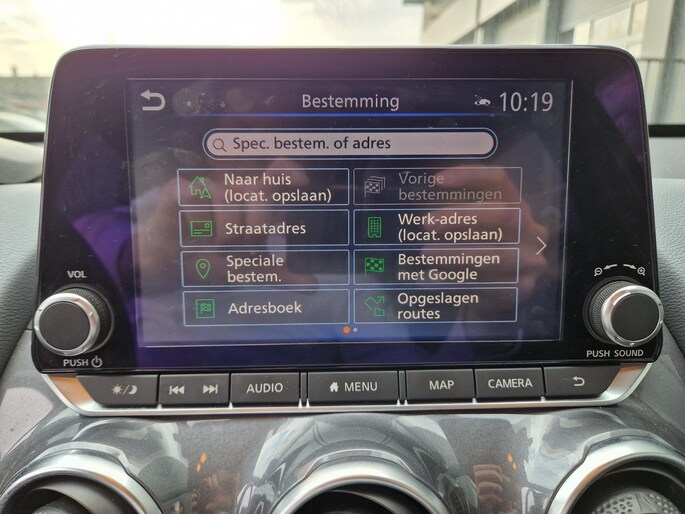 Bestemming
10:19
Spec. bestem. of adres
Naar huis
(locat. opslaan)
Vorige
bestemmingen
Straatadres
Werk-adres
(locat. opslaan)
Speciale
bestem.
Bestemmingen
met Google
Adresboek
Opgeslagen
routes
VOL
PUSH
PUSH SOUND
AUDIO
MENU
MAP
CAMERA